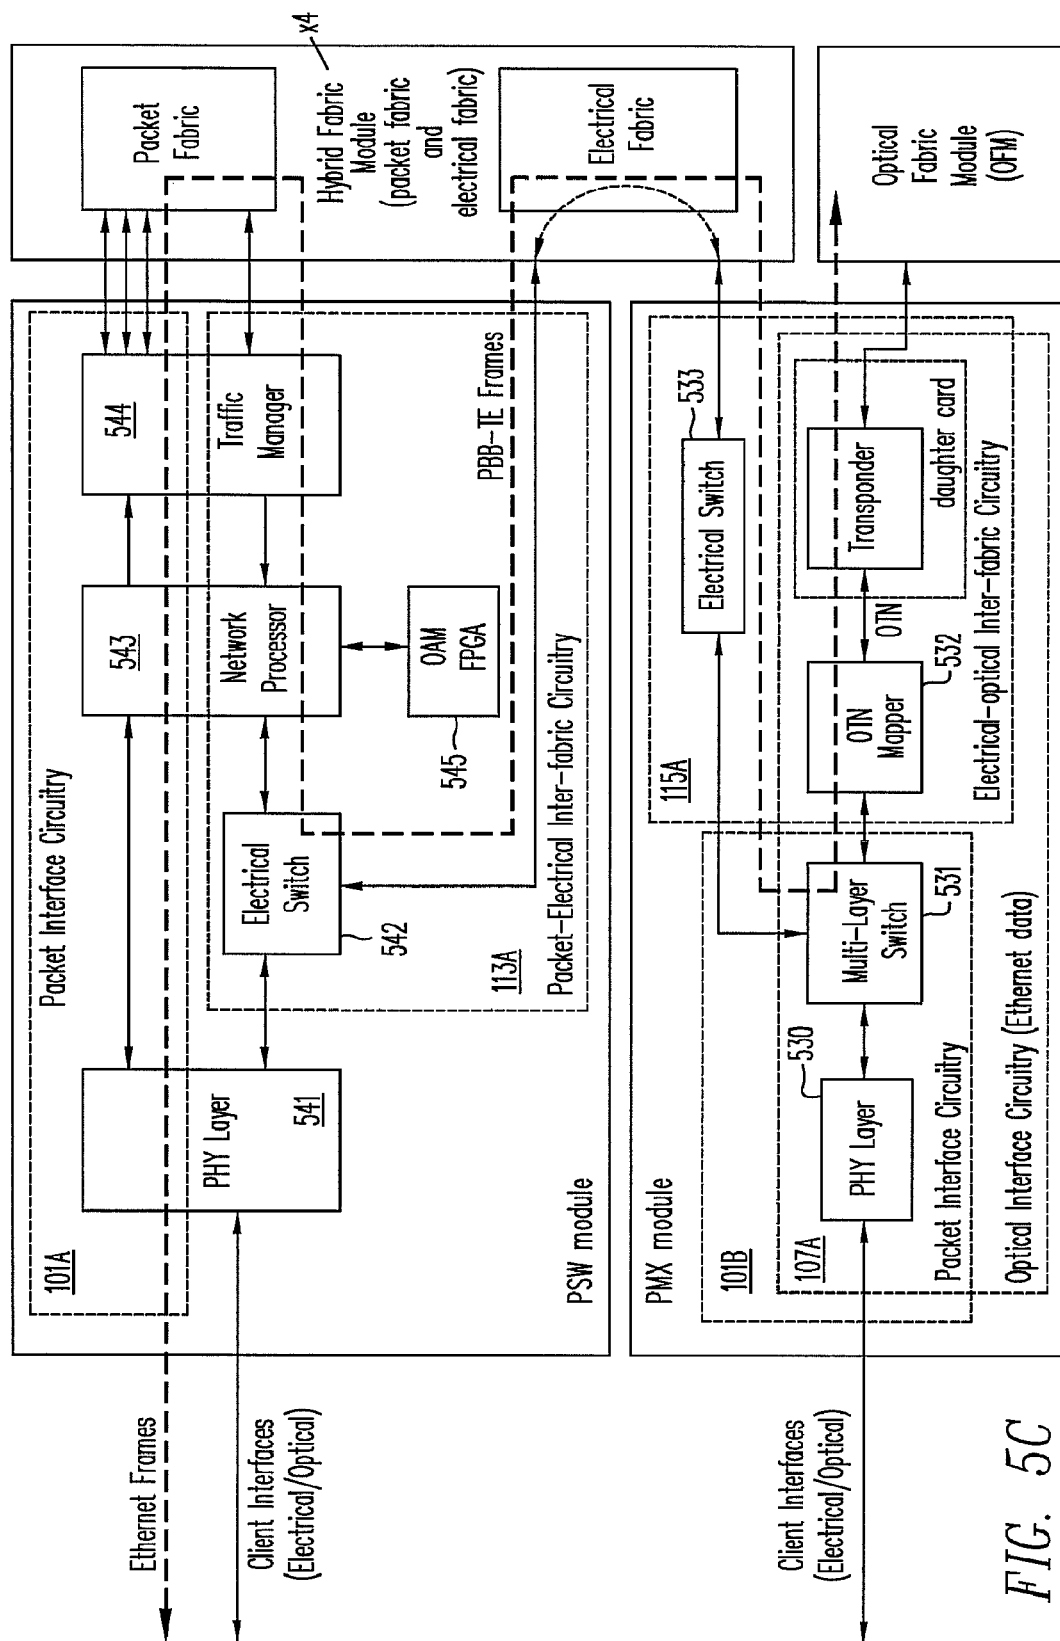 x4
Packet
Fabric
Hybrid Fabric
Module
(packet fabric
and
electrical fabric)
Electrical
Fabric
Optical
Fabric
Module
(OFM)
Packet Interface Circuitry
101A
544
Traffic
Manager
543
Network
Processor
OAM
FPGA
545
Electrical
Switch
542
PHY Layer
541
113A
Packet-Electrical Inter-fabric Circuitry
PBB-TE Frames
PSW module
Ethernet Frames
Client Interfaces
(Electrical/Optical)
PMX module
533
Electrical Switch
115A
Transponder
daughter card
OTN
OTN
Mapper
532
Electrical-optical Inter-fabric Circuitry
Multi-Layer
Switch
531
530
PHY Layer
101B
107A
Packet Interface Circuitry
Optical Interface Circuitry (Ethernet data)
Client Interfaces
(Electrical/Optical)
FIG. 5C